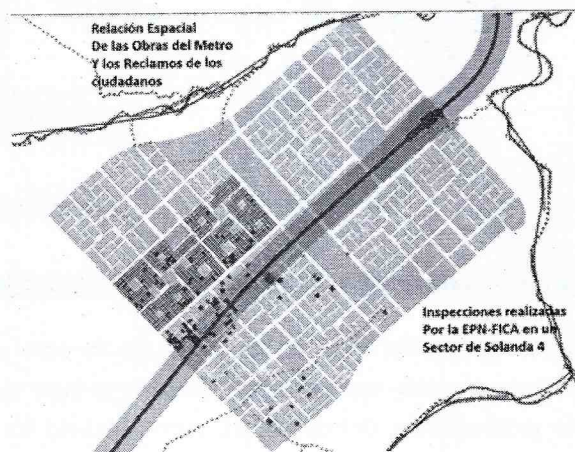 Relación Espacial
De las Obras del Metro
Y los Reclamos de los
ciudadanos
Inspecciones realizadas
Por la EPN-FICA en un
Sector de Solanda 4